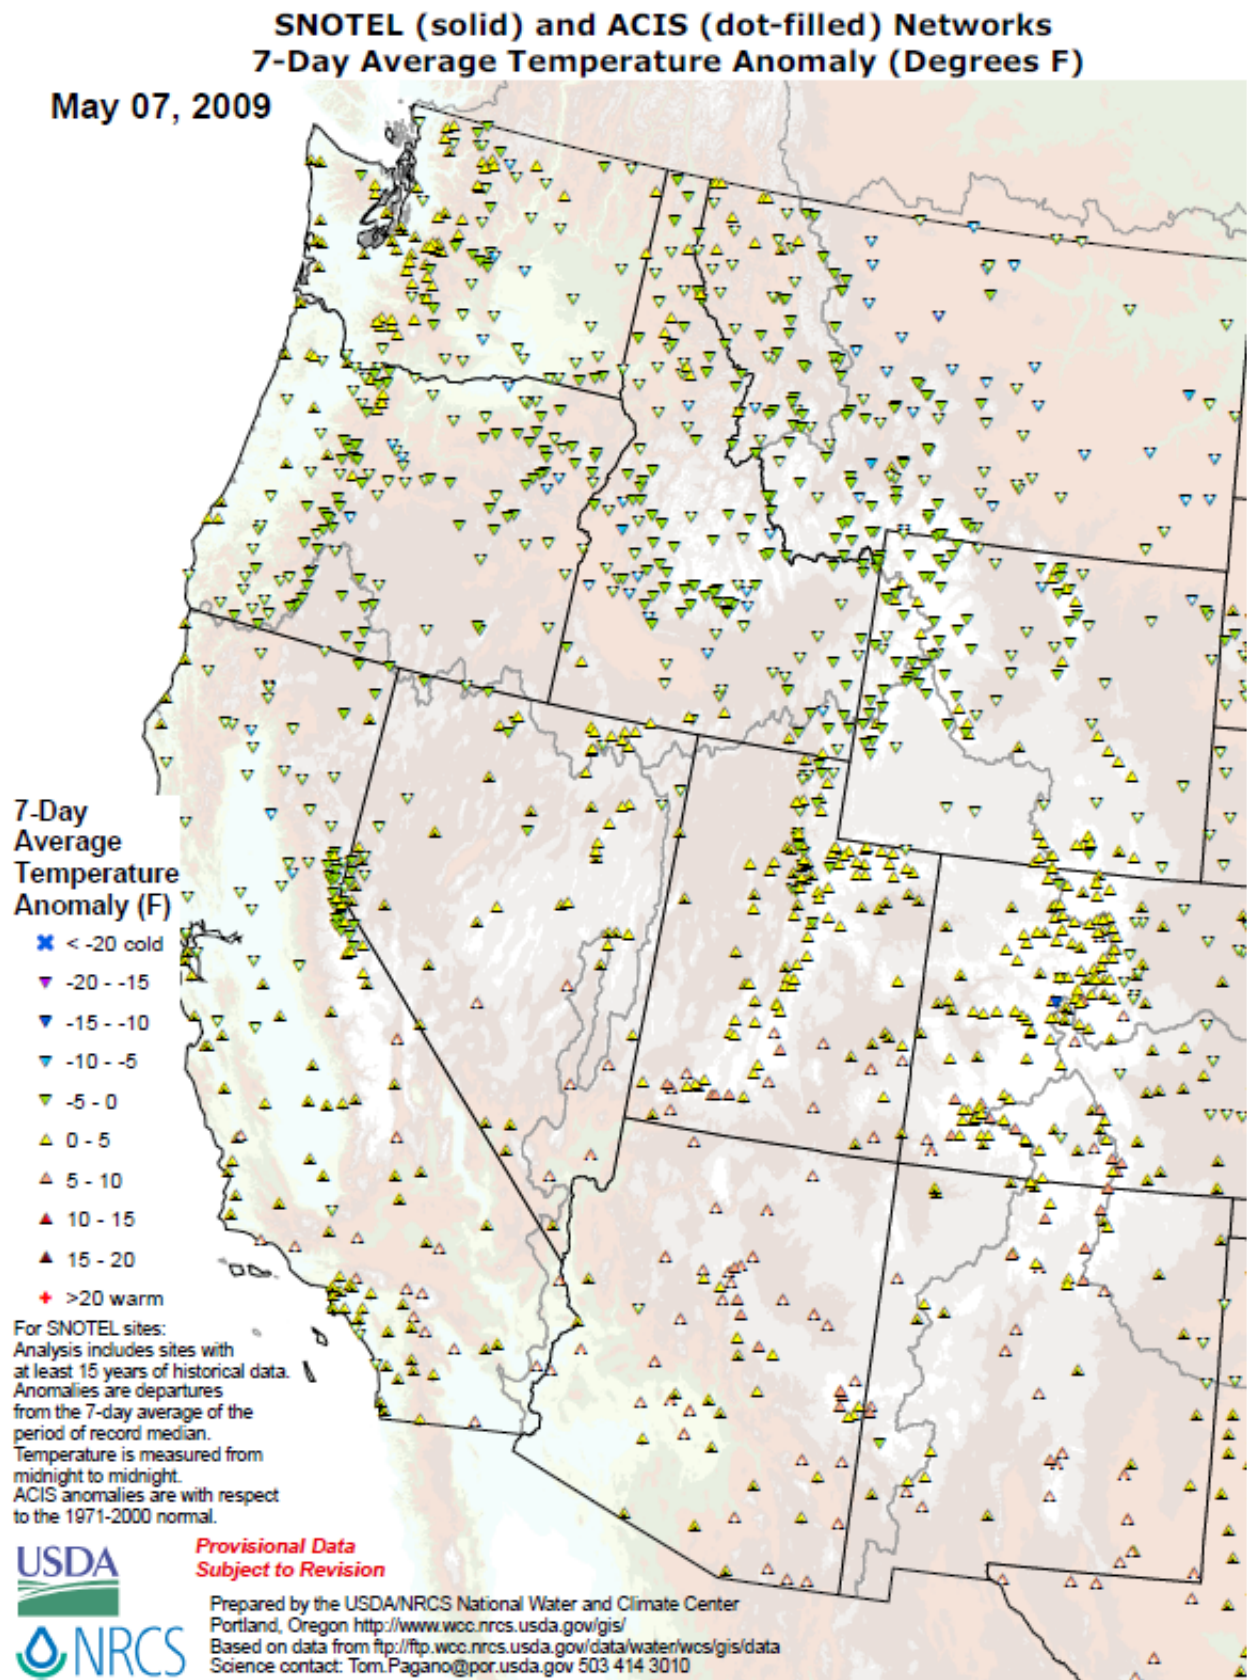 SNOTEL (solid) and ACIS (dot-filled) Networks
7-Day Average Temperature Anomaly (Degrees F)
May 07, 2009
7-Day
Average
Temperature
Anomaly (F)
< -20 cold
-20 - -15
-15 - -10
-10 - -5
-5 - 0
0 - 5
5 - 10
10 - 15
15 - 20
>20 warm
For SNOTEL sites:
Analysis includes sites with
at least 15 years of historical data.
Anomalies are departures
from the 7-day average of the
period of record median.
Temperature is measured from
midnight to midnight.
ACIS anomalies are with respect
to the 1971-2000 normal.
USDA
NRCS
Provisional Data
Subject to Revision
Prepared by the USDA/NRCS National Water and Climate Center
Portland, Oregon http://www.wcc.nrcs.usda.gov/gis/
Based on data from ftp://ftp.wcc.nrcs.usda.gov/data/water/wcs/gis/data
Science contact: Tom.Pagano@por.usda.gov 503 414 3010